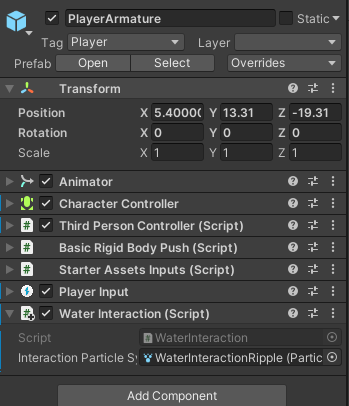 PlayerArmature Static
Tag Player Layer
Prefab Open Select Overrides
Transform
Position X 5.4000 Y 13.31 Z -19.31
Rotation X 0 Y 0 Z 0
Scale X 1 Y 1 Z 1
Animator
Character Controller
Third Person Controller (Script)
Basic Rigid Body Push (Script)
Starter Assets Inputs (Script)
Player Input
Water Interaction (Script)
Script WaterInteraction
Interaction Particle Sy WaterInteractionRipple (Partic
Add Component